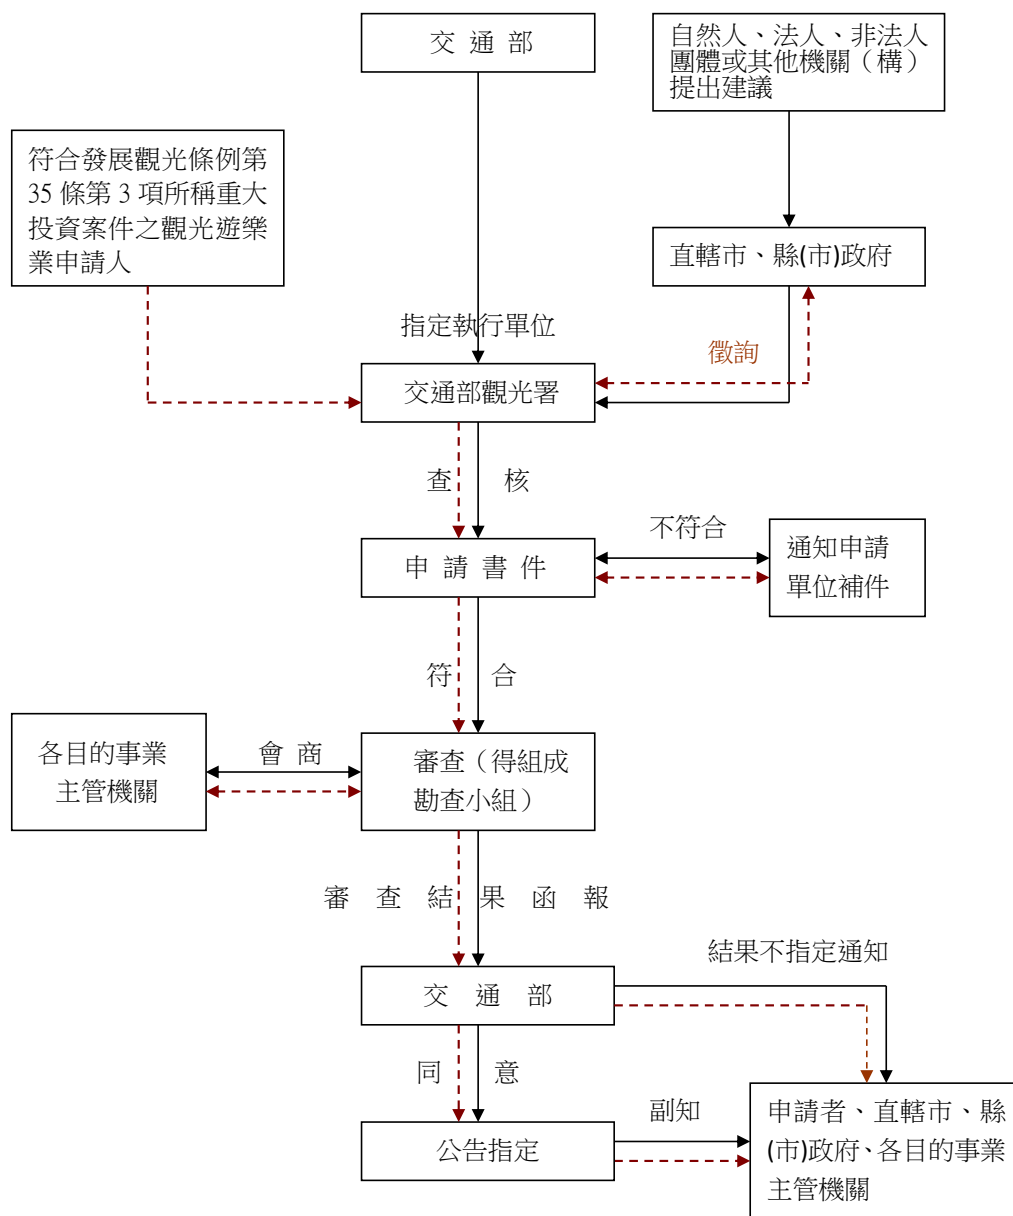 交通部
自然人、法人、非法人
團體或其他機關（構）
提出建議
符合發展觀光條例第
35 條第 3 項所稱重大
投資案件之觀光遊樂
業申請人
直轄市、縣(市)政府
指定執行單位
徵詢
交通部觀光署
查核
不符合
申請書件
通知申請
單位補件
符合
各目的事業
主管機關
會商
審查（得組成
勘查小組）
審查結果函報
結果不指定通知
交通部
同意
副知
申請者、直轄市、縣
(市)政府、各目的事業
主管機關
公告指定